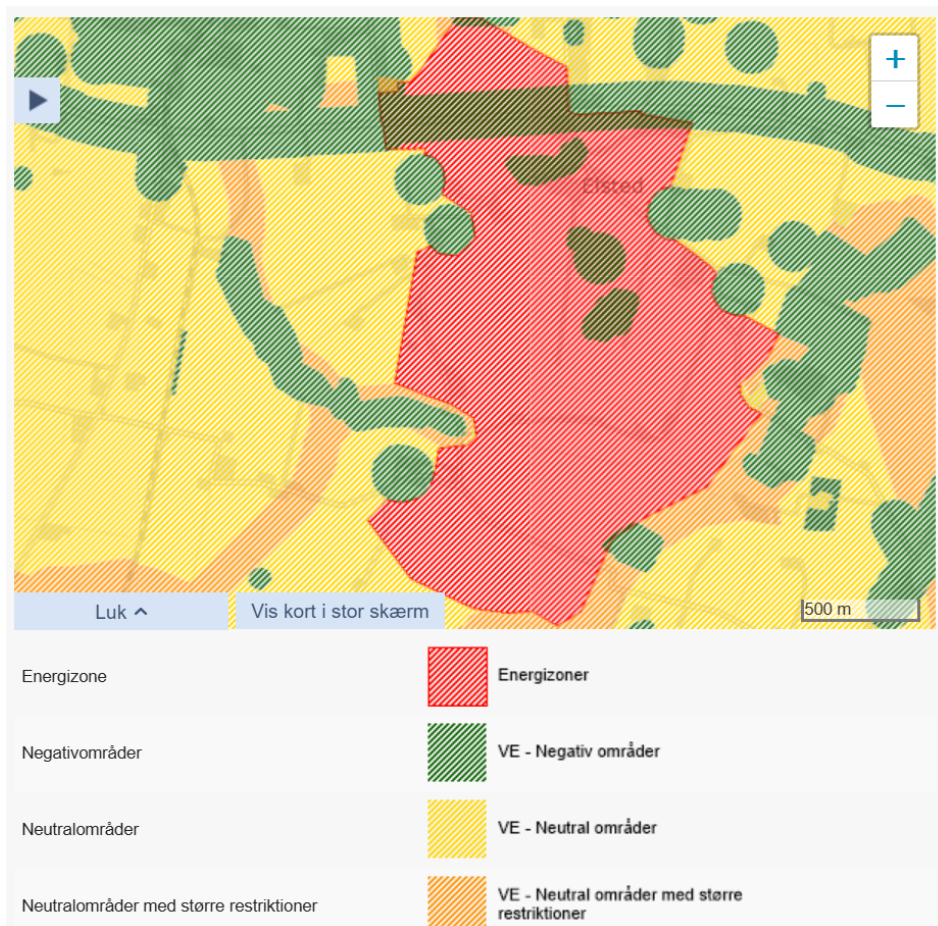 +
−
Elsted
Luk
Vis kort i stor skærm
500 m
Energizone
Energizoner
Negativområder
VE - Negativ områder
Neutralområder
VE - Neutral områder
Neutralområder med større restriktioner
VE - Neutral områder med større
restriktioner